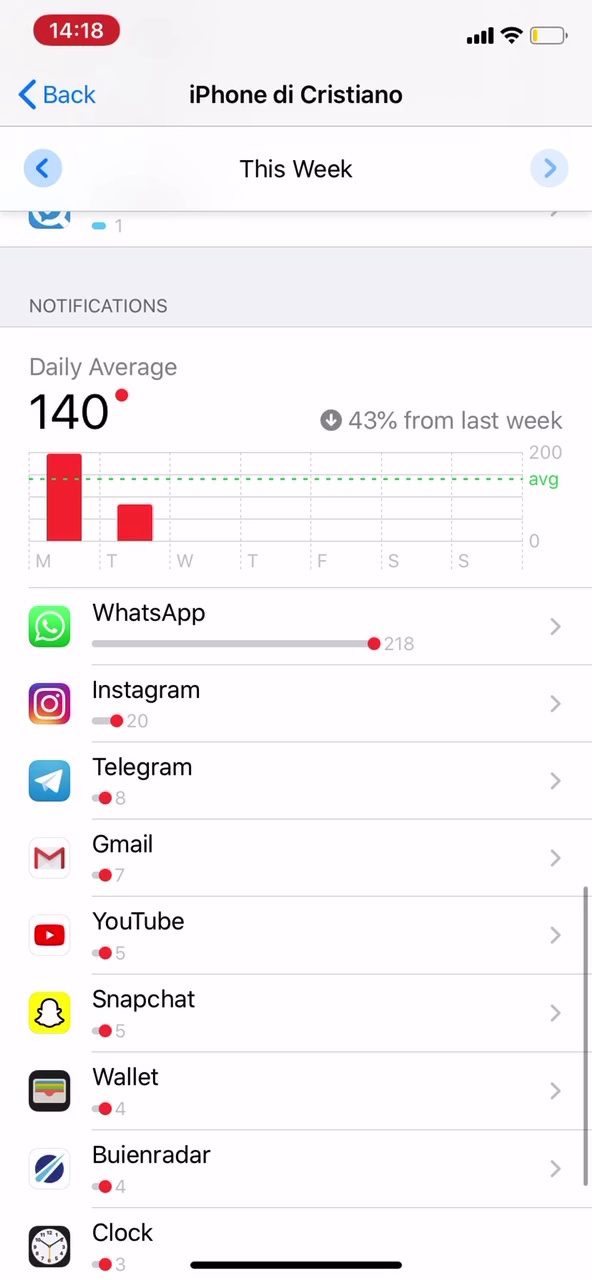 14:18
Back
iPhone di Cristiano
This Week
1
NOTIFICATIONS
Daily Average
140
43% from last week
200
avg
0
M T W T F S S
WhatsApp
218
Instagram
20
Telegram
8
Gmail
7
YouTube
5
Snapchat
5
Wallet
4
Buienradar
4
Clock
3